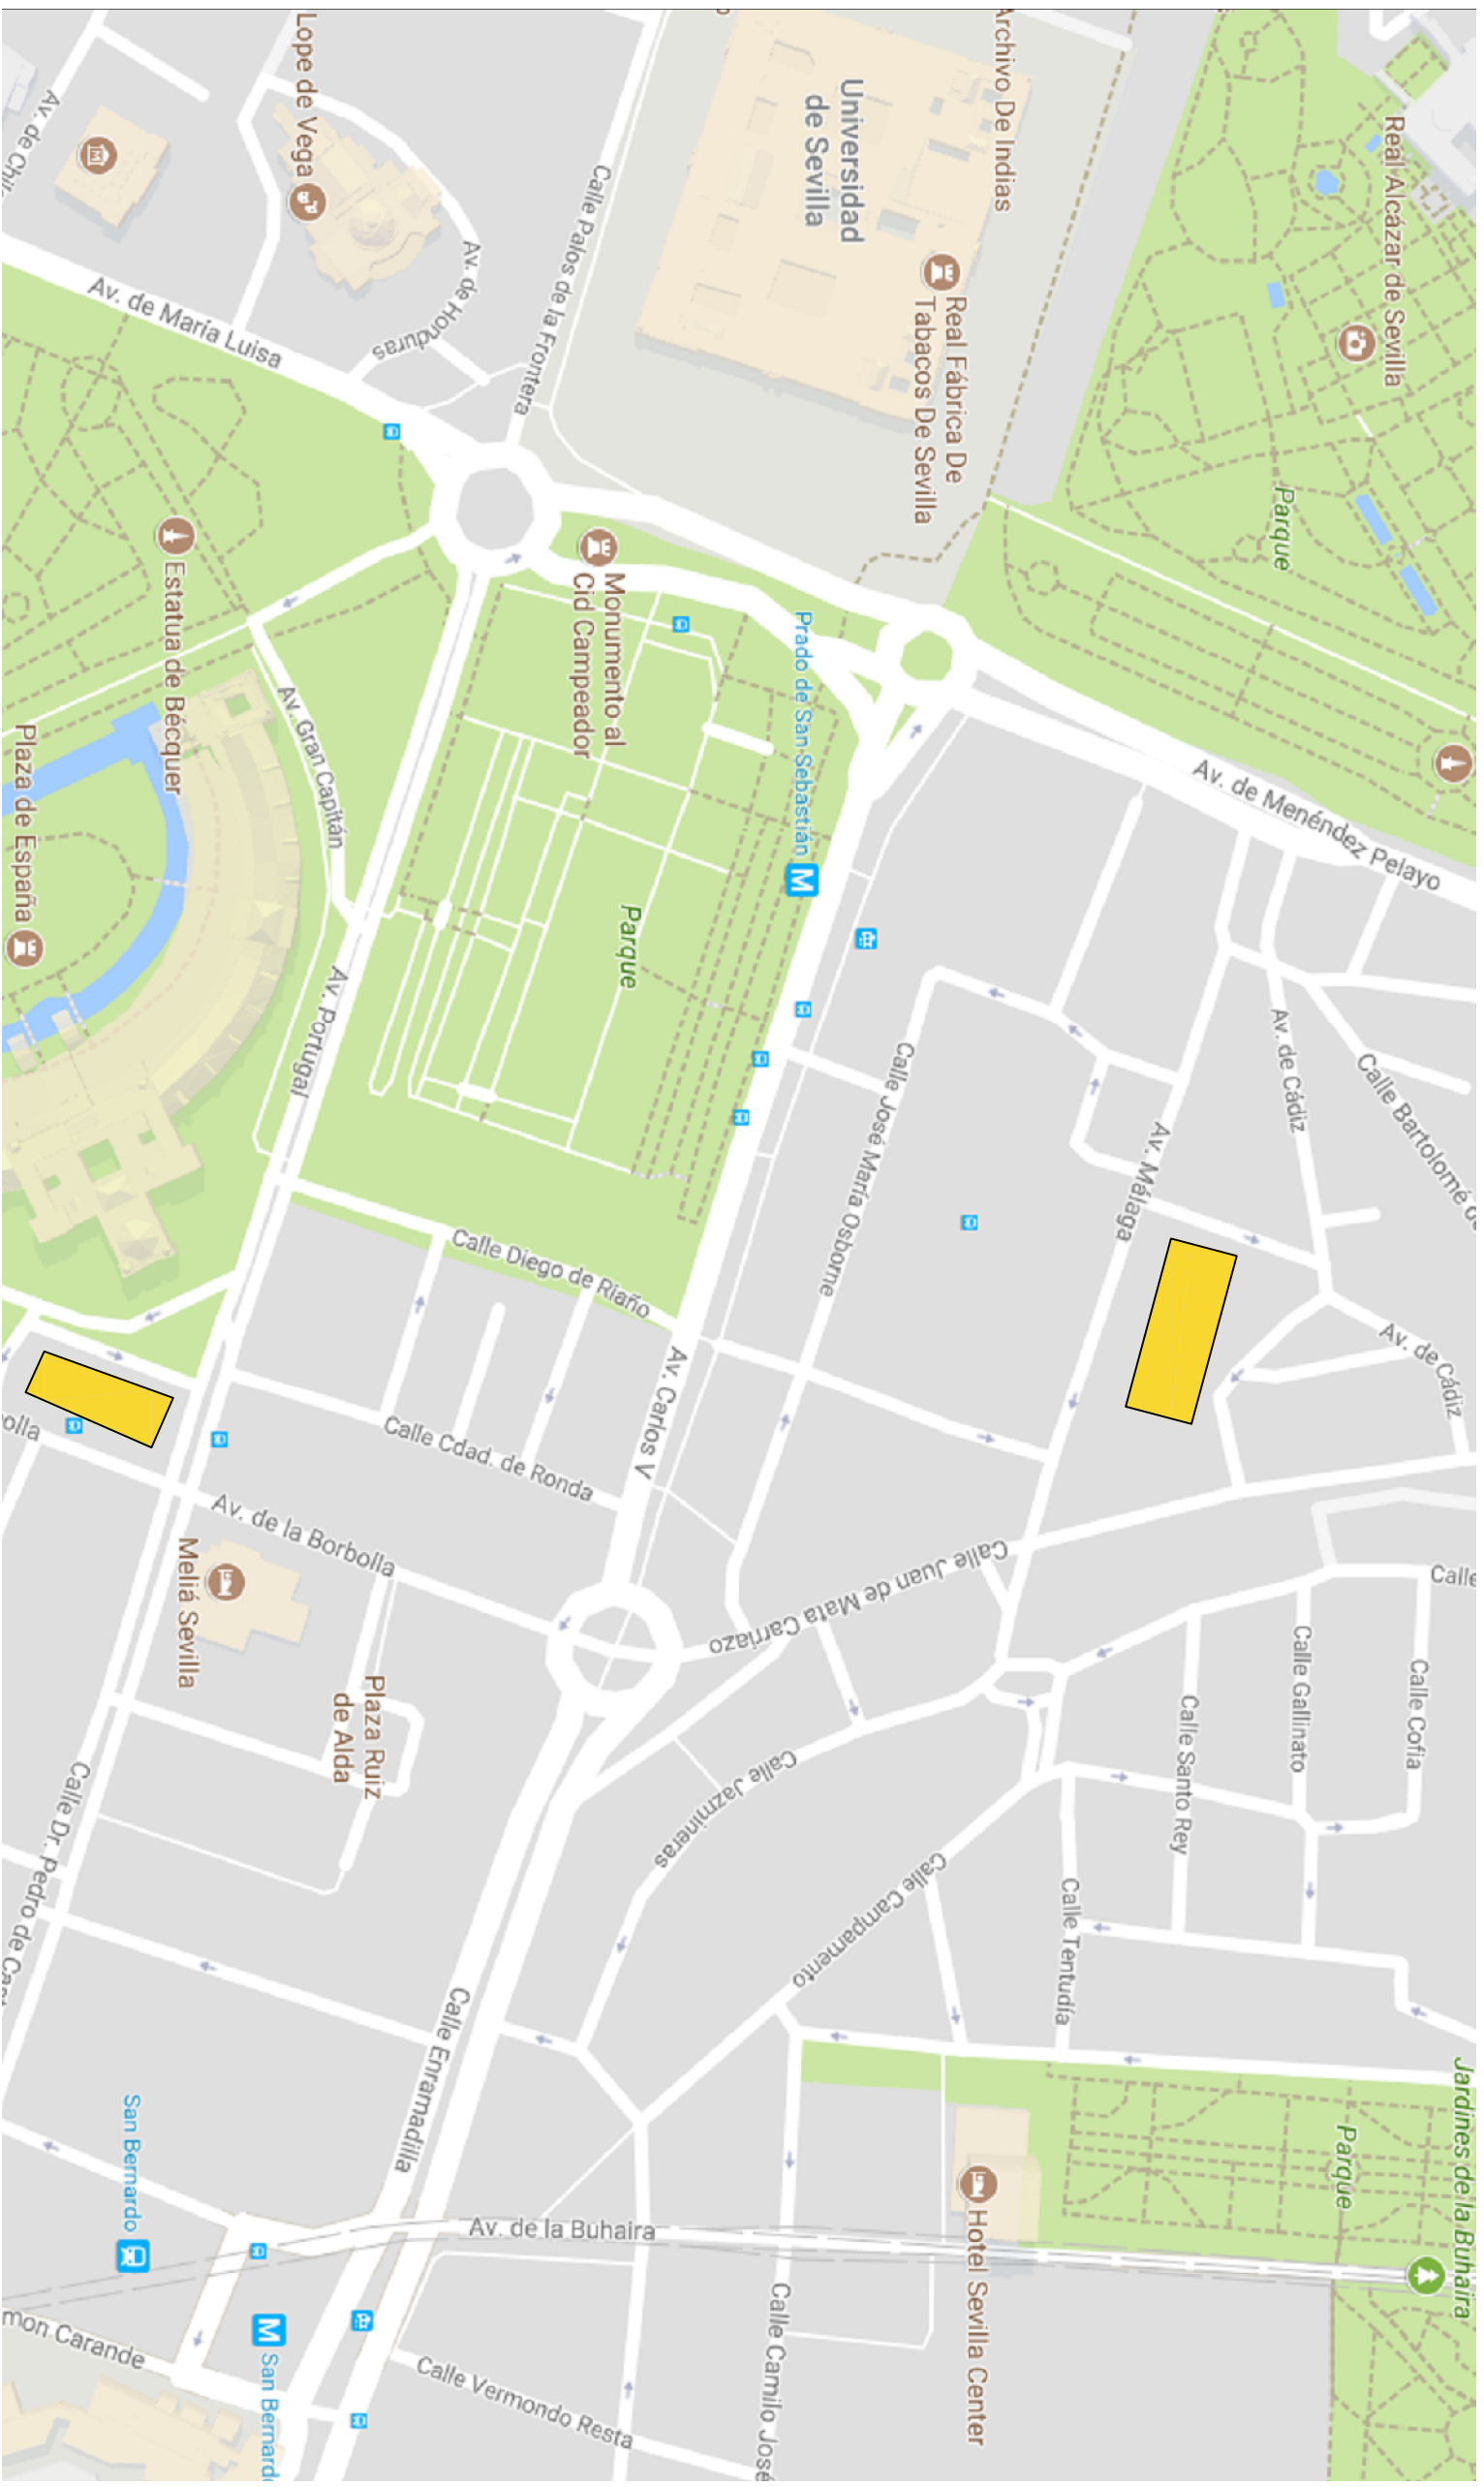 Lope de Vega
Av. de Chil
Av. de Honduras
Calle Palos de la Frontera
Av. de María Luisa
Universidad
de Sevilla
Archivo De Indias
Real Fábrica De
Tabacos De Sevilla
Real Alcázar de Sevilla
Parque
Estatua de Bécquer
Plaza de España
Av. Gran Capitán
Monumento al
Cid Campeador
Prado de San Sebastián
M
Parque
Av. de Menéndez Pelayo
Av. Portugal
Calle José María Osborne
Av. Málaga
Av. de Cádiz
Calle Bartolomé d
Calle Diego de Riaño
Av. Carlos V
Av. de Cádiz
Calle Cdad. de Ronda
olla
Av. de la Borbolla
Meliá Sevilla
Calle Juan de Mata Carriazo
Plaza Ruiz
de Alda
Calle
Calle Gallinato
Calle Cofia
Calle Santo Rey
Calle Jazmineras
Calle Dr. Pedro de Cast
Calle Campamento
Calle Tentudía
Calle Enramadilla
San Bernardo
Av. de la Buhaira
Parque
Jardines de la Buhaira
Hotel Sevilla Center
Calle Camilo José
mon Carande
M
San Bernardo
Calle Vermondo Resta